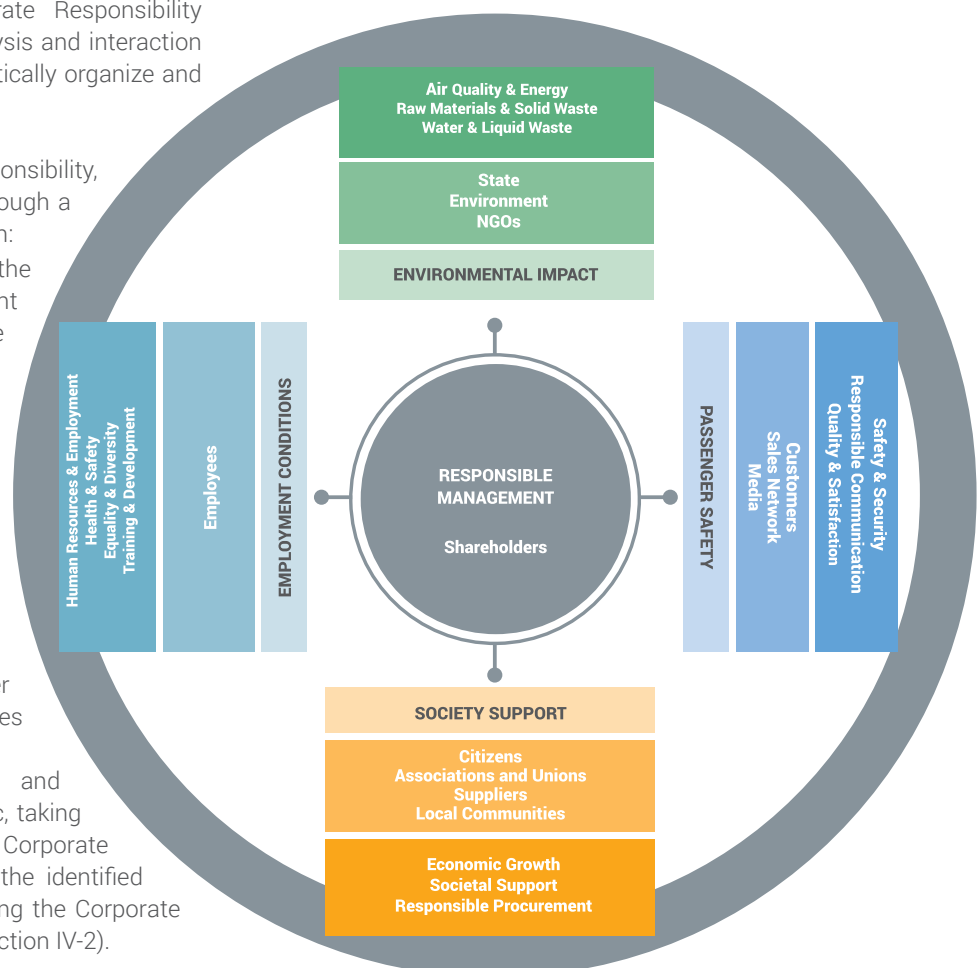 rate Responsibility
ysis and interaction
tically organize and
onsibility,
ough a
n:
the
nt
e
er
es
and
c, taking
Corporate
the identified
ng the Corporate
ction IV-2).
Air Quality & Energy
Raw Materials & Solid Waste
Water & Liquid Waste
State
Environment
NGOs
ENVIRONMENTAL IMPACT
Human Resources & Employment
Health & Safety
Equality & Diversity
Training & Development
Employees
EMPLOYMENT CONDITIONS
RESPONSIBLE
MANAGEMENT
Shareholders
PASSENGER SAFETY
Customers
Sales Network
Media
Safety & Security
Responsible Communication
Quality & Satisfaction
SOCIETY SUPPORT
Citizens
Associations and Unions
Suppliers
Local Communities
Economic Growth
Societal Support
Responsible Procurement